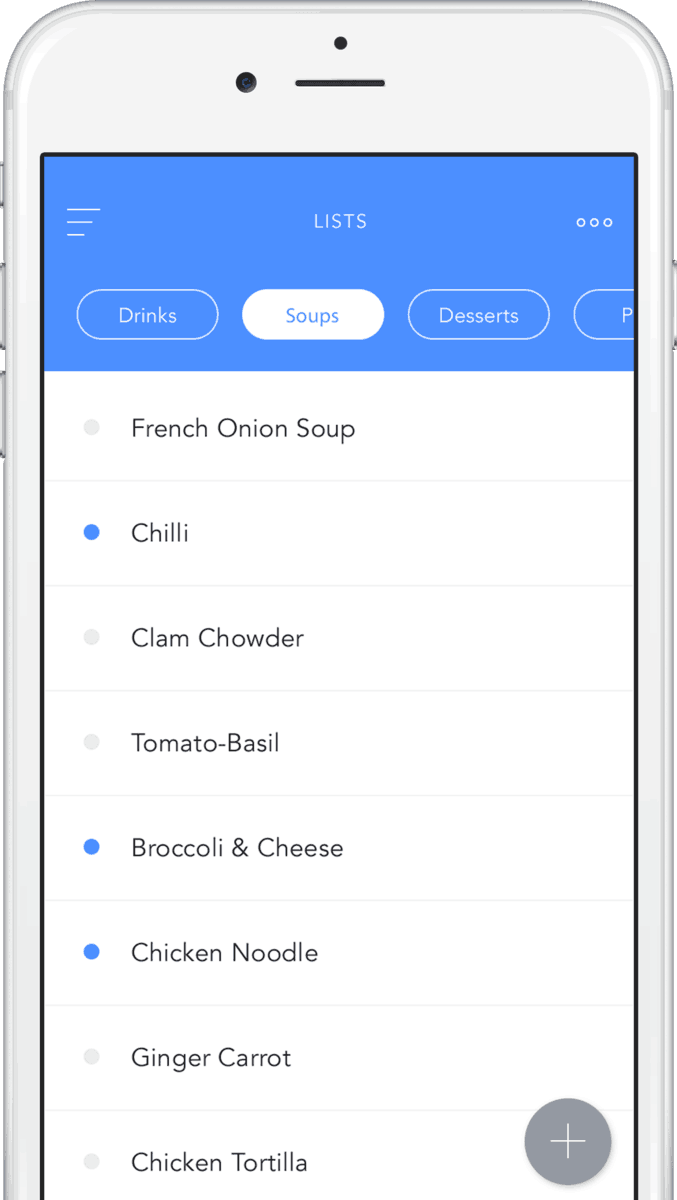 LISTS
Drinks Soups Desserts P
French Onion Soup
Chilli
Clam Chowder
Tomato-Basil
Broccoli & Cheese
Chicken Noodle
Ginger Carrot
Chicken Tortilla